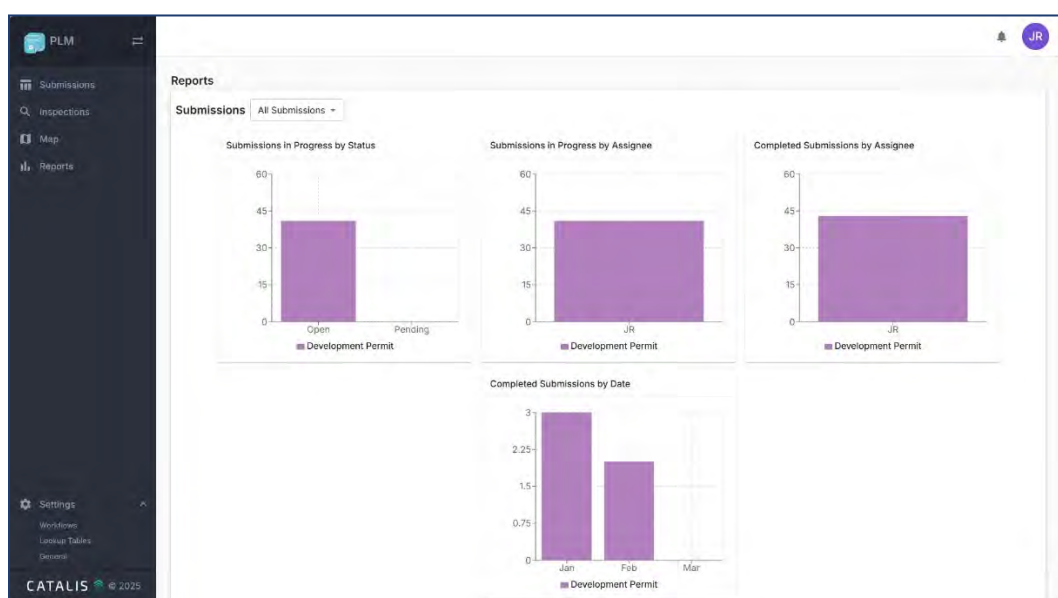 PLM
JR
Submissions
Inspections
Map
Reports
Reports
Submissions All Submissions
Submissions in Progress by Status
60
45
30
15
0
Open Pending
Development Permit
Submissions in Progress by Assignee
60
45
30
15
0
JR
Development Permit
Completed Submissions by Assignee
60
45
30
15
0
JR
Development Permit
Completed Submissions by Date
3
2.25
1.5
0.75
0
Jan Feb Mar
Development Permit
Settings
Workflows
Lookup Tables
General
CATALIS © 2025